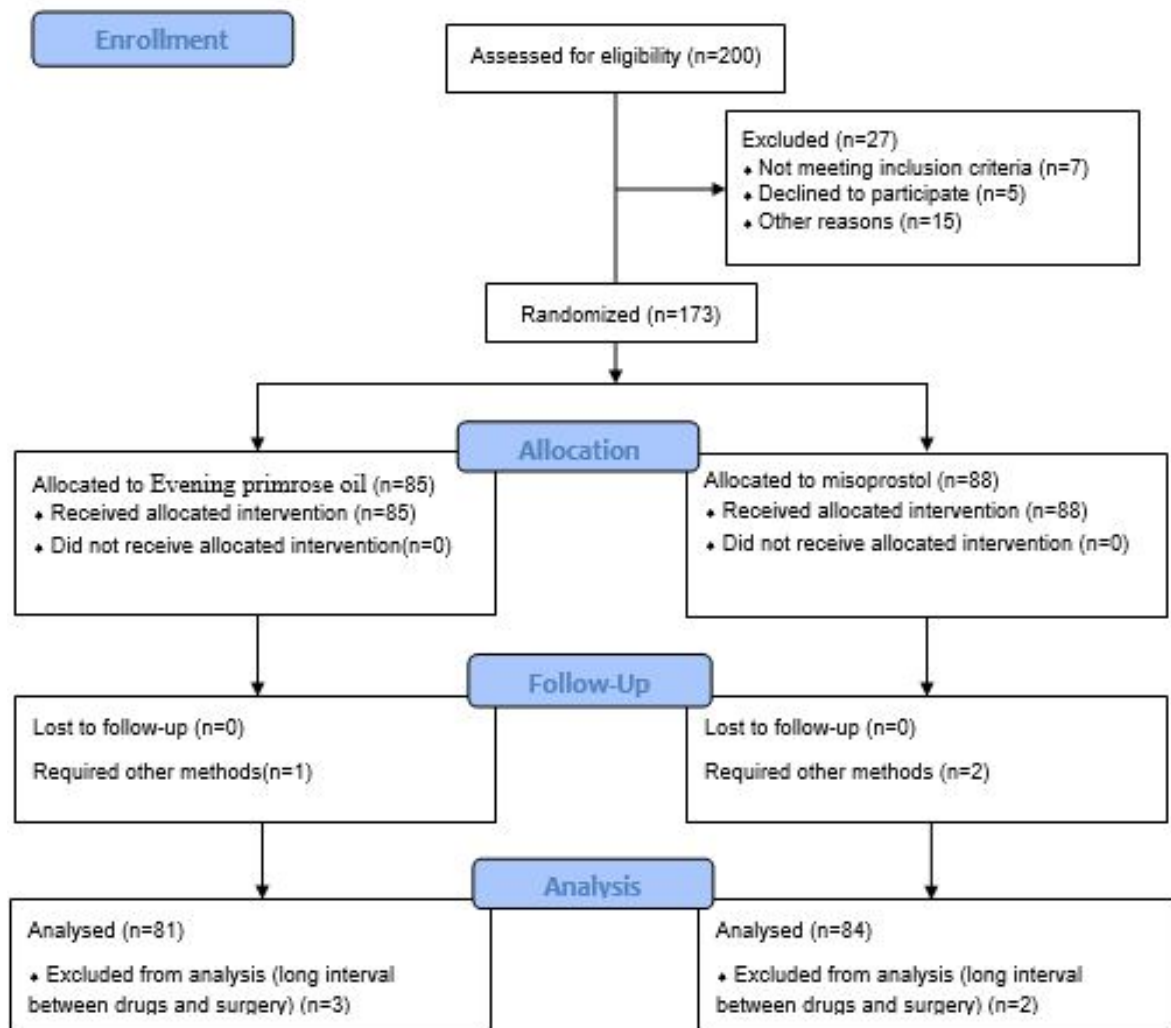 Enrollment
Assessed for eligibility (n=200)
Excluded (n=27)
⬥ Not meeting inclusion criteria (n=7)
⬥ Declined to participate (n=5)
⬥ Other reasons (n=15)
Randomized (n=173)
Allocation
Allocated to Evening primrose oil (n=85)
⬥ Received allocated intervention (n=85)
⬥ Did not receive allocated intervention(n=0)
Allocated to misoprostol (n=88)
⬥ Received allocated intervention (n=88)
⬥ Did not receive allocated intervention (n=0)
Follow-Up
Lost to follow-up (n=0)
Required other methods(n=1)
Lost to follow-up (n=0)
Required other methods (n=2)
Analysis
Analysed (n=81)
⬥ Excluded from analysis (long interval
between drugs and surgery) (n=3)
Analysed (n=84)
⬥ Excluded from analysis (long interval
between drugs and surgery) (n=2)